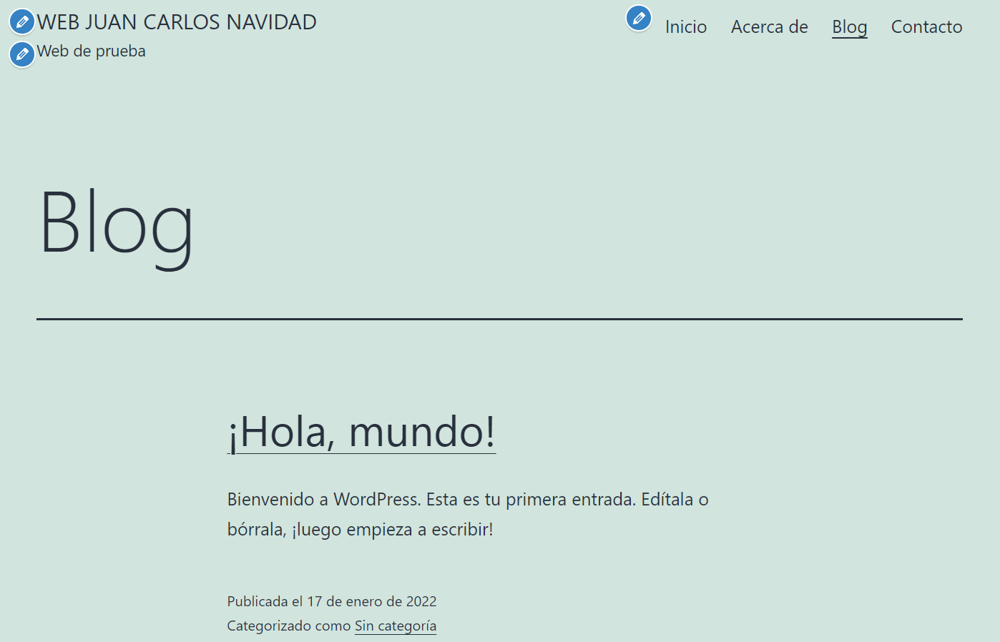 WEB JUAN CARLOS NAVIDAD
Web de prueba
Inicio Acerca de Blog Contacto
Blog
¡Hola, mundo!
Bienvenido a WordPress. Esta es tu primera entrada. Edítala o
bórrala, ¡luego empieza a escribir!
Publicada el 17 de enero de 2022
Categorizado como Sin categoría